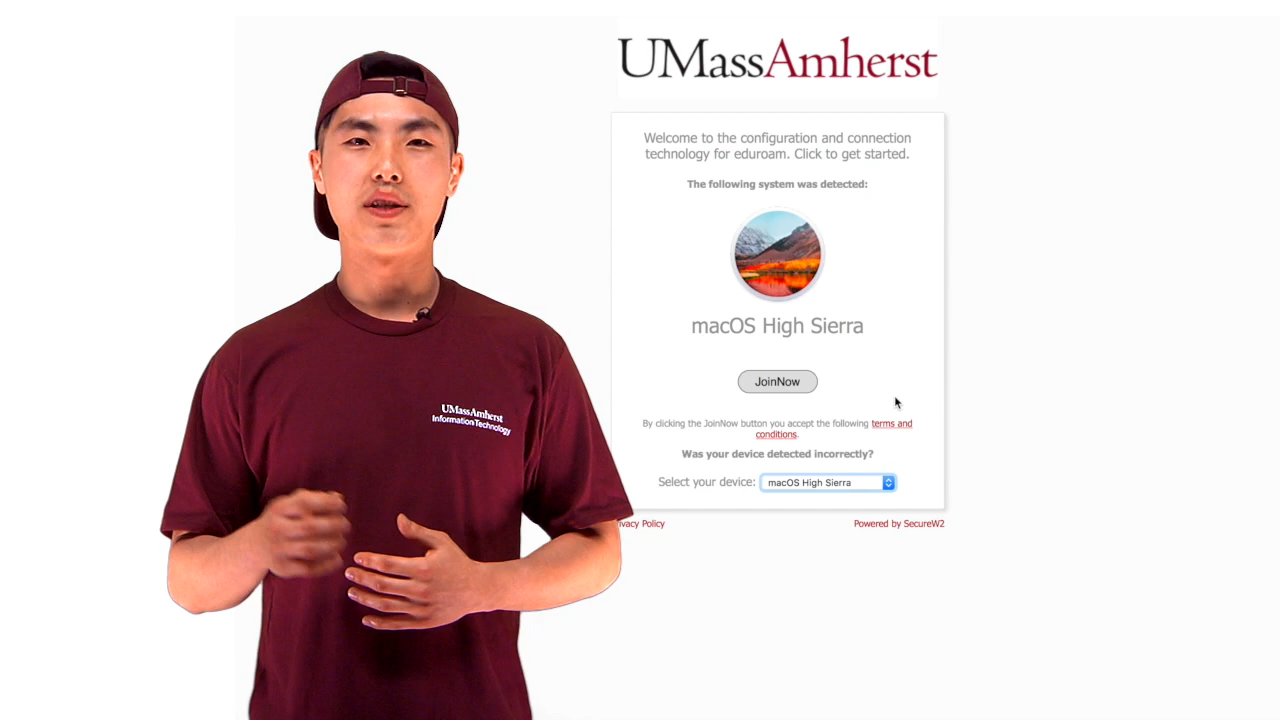 UMassAmherst
Welcome to the configuration and connection
technology for eduroam. Click to get started.
The following system was detected:
macOS High Sierra
JoinNow
By clicking the JoinNow button you accept the following terms and
conditions.
Was your device detected incorrectly?
Select your device: macOS High Sierra
Policy
Powered by SecureW2
UMassAmherst
Information Technology